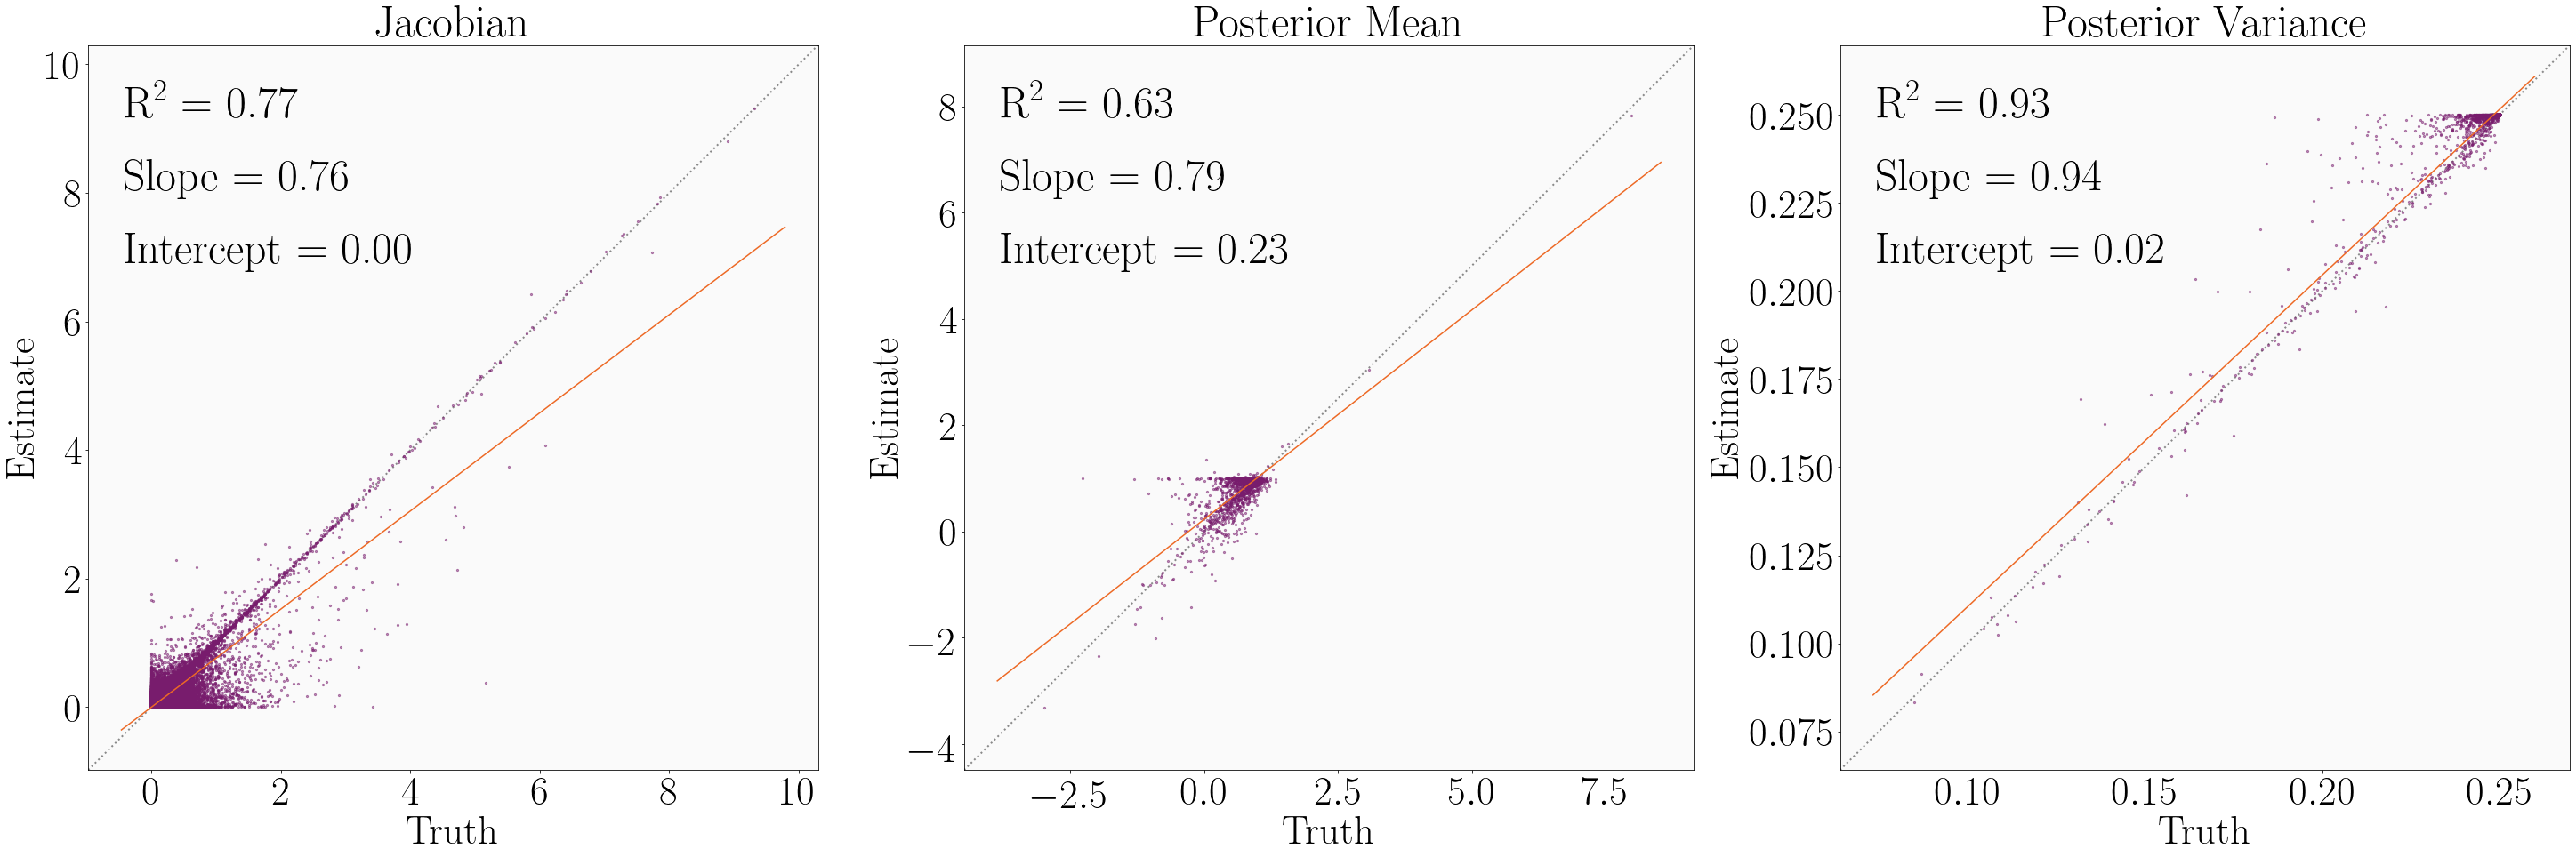 Jacobian
10
8
6
4
2
0
Estimate
R² = 0.77
Slope = 0.76
Intercept = 0.00
0 2 4 6 8 10
Truth
Posterior Mean
8
6
4
2
0
−2
−4
Estimate
R² = 0.63
Slope = 0.79
Intercept = 0.23
−2.5 0.0 2.5 5.0 7.5
Truth
Posterior Variance
0.250
0.225
0.200
0.175
0.150
0.125
0.100
0.075
Estimate
R² = 0.93
Slope = 0.94
Intercept = 0.02
0.10 0.15 0.20 0.25
Truth